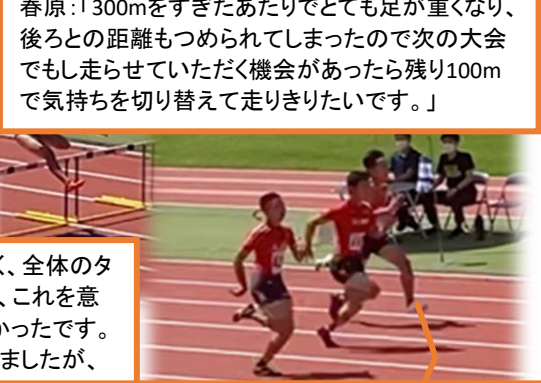 春原：「300mをすぎたあたりでとても足が重くなり、
後ろとの距離もつめられてしまったので次の大会
でもし走らせていただく機会があったら残り100m
で気持ちを切り替えて走りきりたいです。」
く、全体のタ
、これを意
かったです。
ましたが、